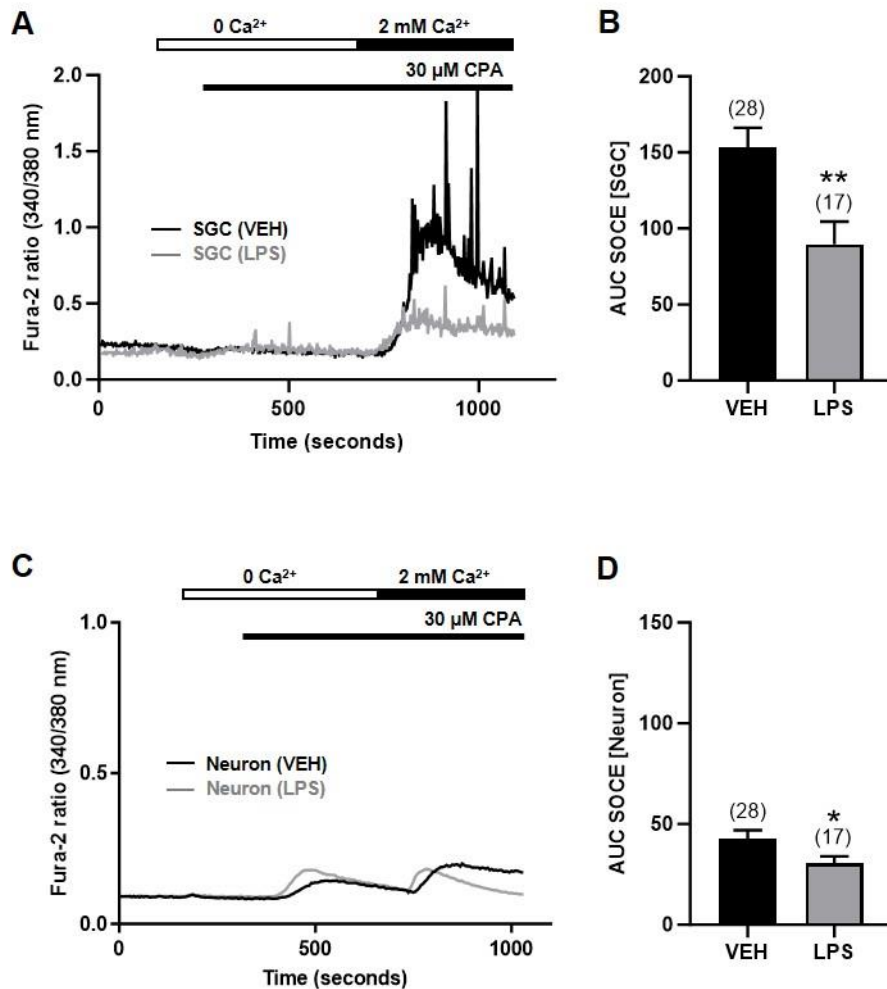 A
0 Ca²⁺ 2 mM Ca²⁺
30 µM CPA
2.0
1.5
1.0
0.5
0.0
Fura-2 ratio (340/380 nm)
SGC (VEH)
SGC (LPS)
0 500 1000
Time (seconds)
B
200
150
100
50
0
AUC SOCE [SGC]
(28)
**
(17)
VEH LPS
C
0 Ca²⁺ 2 mM Ca²⁺
30 µM CPA
1.0
0.5
0.0
Fura-2 ratio (340/380 nm)
Neuron (VEH)
Neuron (LPS)
0 500 1000
Time (seconds)
D
150
100
50
0
AUC SOCE [Neuron]
(28)
*
(17)
VEH LPS